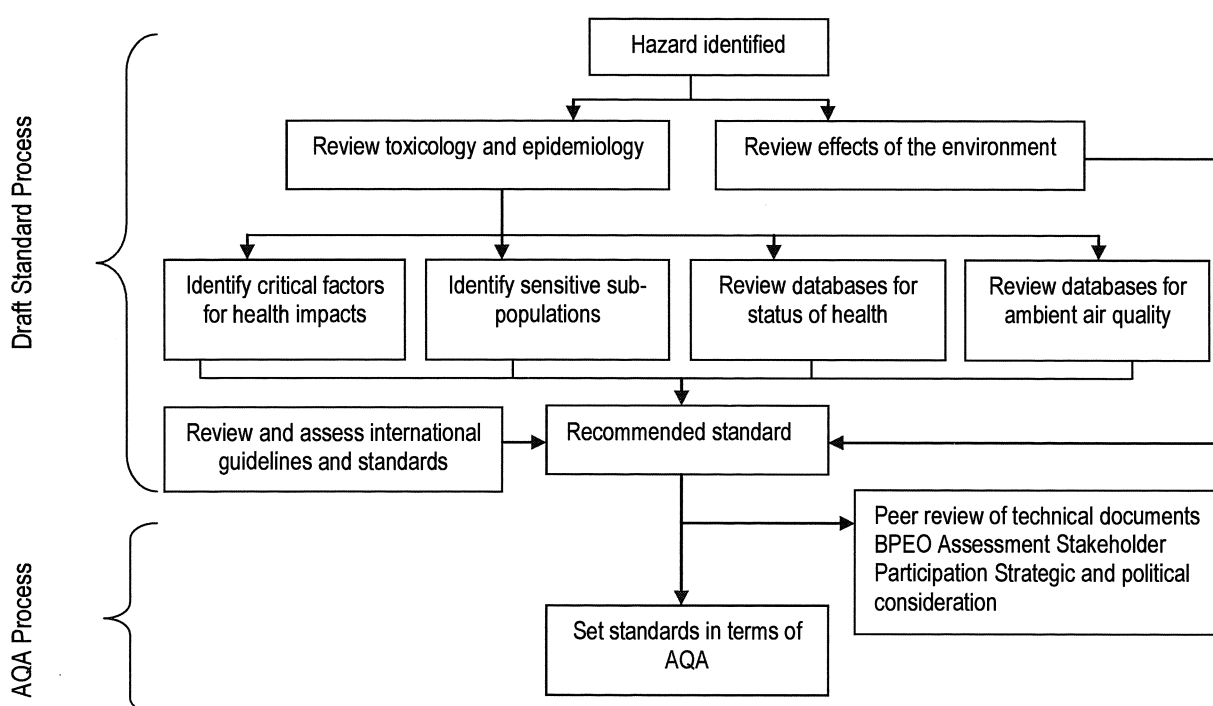 Draft Standard Process
Hazard identified
Review toxicology and epidemiology
Review effects of the environment
Identify critical factors
for health impacts
Identify sensitive sub-
populations
Review databases for
status of health
Review databases for
ambient air quality
Review and assess international
guidelines and standards
Recommended standard
AQA Process
Peer review of technical documents
BPEO Assessment Stakeholder
Participation Strategic and political
consideration
Set standards in terms of
AQA